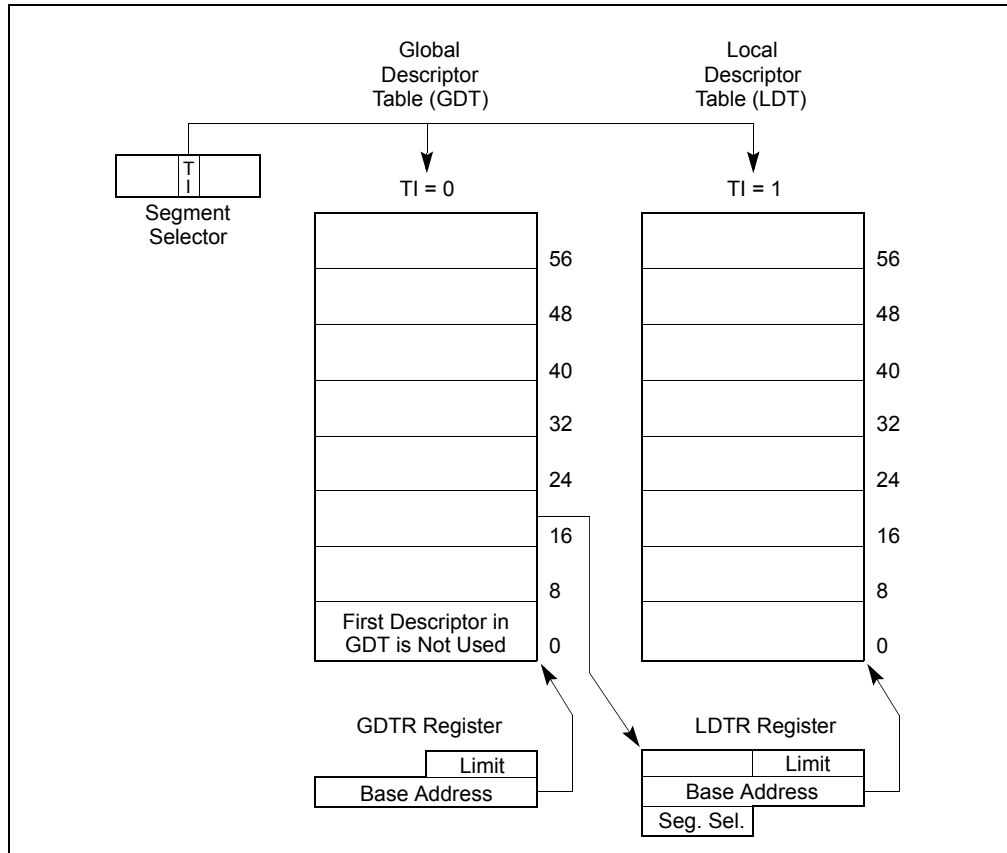 Global
Descriptor
Table (GDT)
Local
Descriptor
Table (LDT)
T
I
Segment
Selector
TI = 0
TI = 1
56
48
40
32
24
16
8
0
First Descriptor in
GDT is Not Used
56
48
40
32
24
16
8
0
GDTR Register
Limit
Base Address
LDTR Register
Limit
Base Address
Seg. Sel.